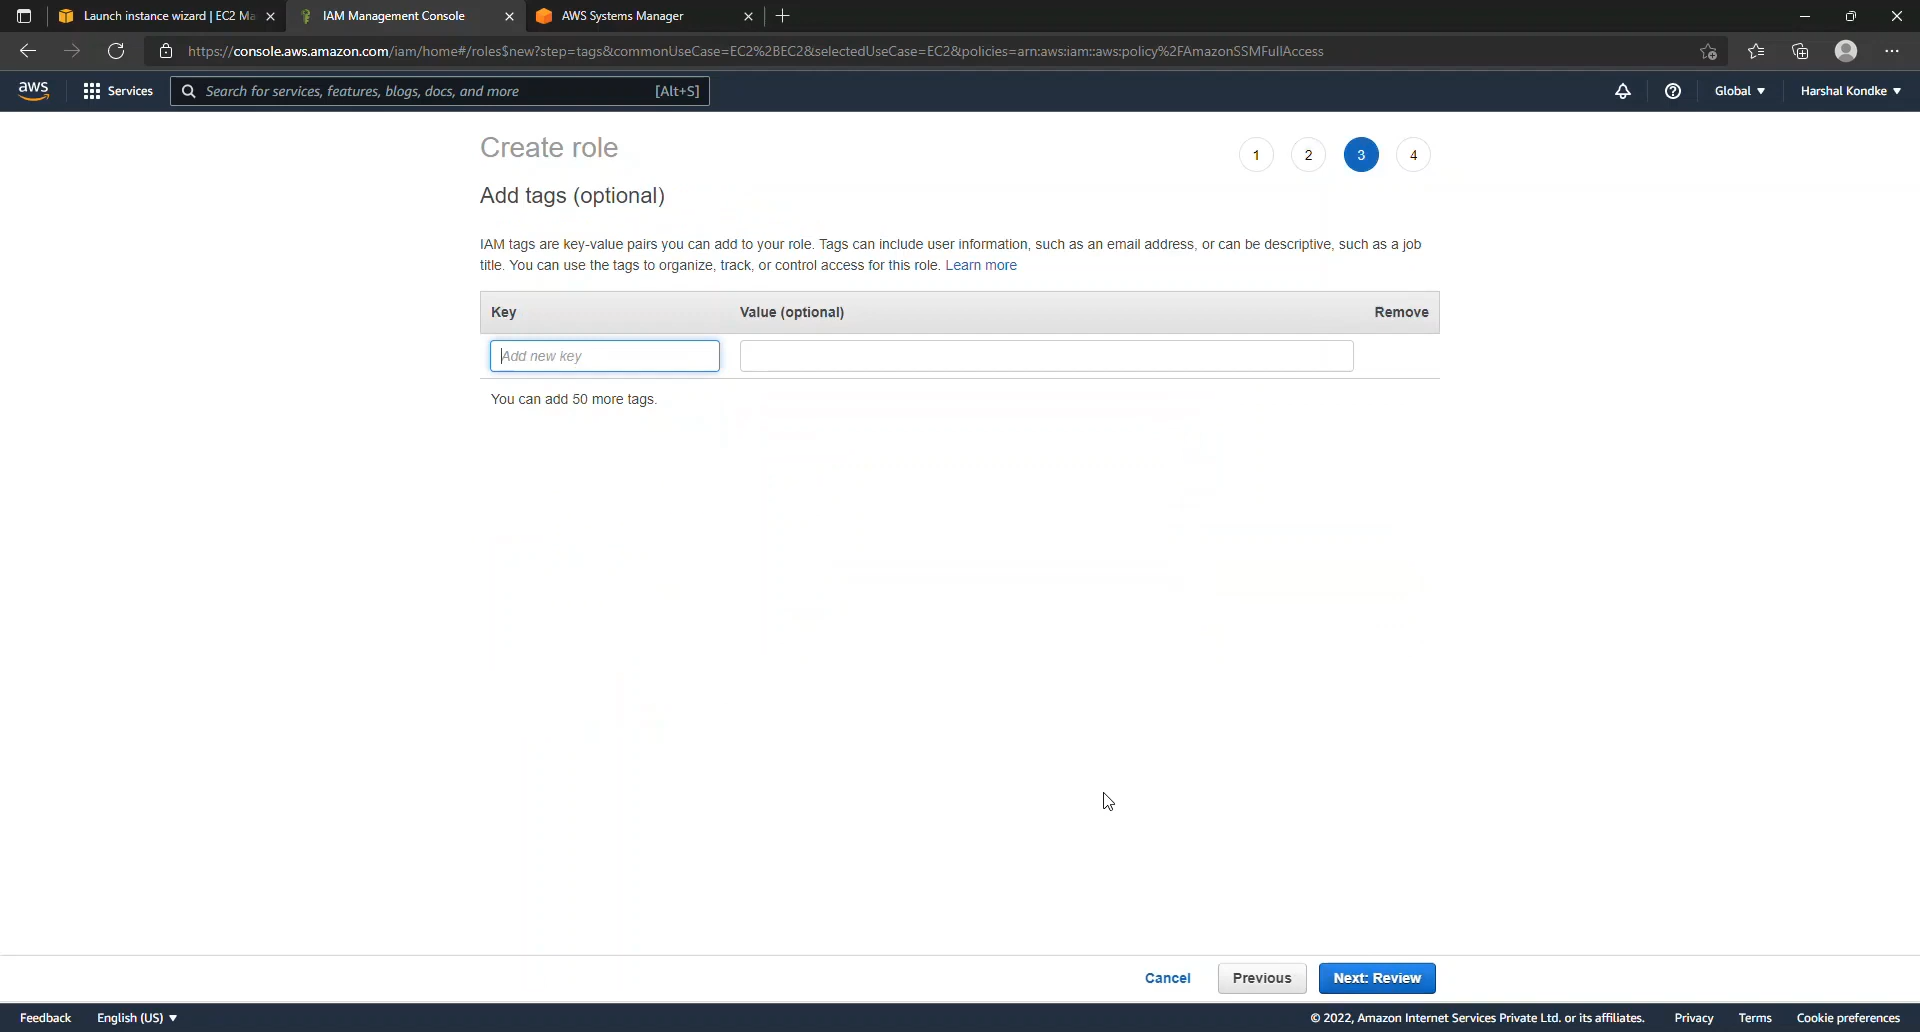 Launch instance wizard | EC2 Ma
IAM Management Console
AWS Systems Manager
https://console.aws.amazon.com/iam/home#/roles$new?step=tags&commonUseCase=EC2%2BEC2&selectedUseCase=EC2&policies=arn:aws:iam::aws:policy%2FAmazonSSMFullAccess
aws
Services
Search for services, features, blogs, docs, and more
[Alt+S]
Global
Harshal Kondke
Create role
1
2
3
4
Add tags (optional)
IAM tags are key-value pairs you can add to your role. Tags can include user information, such as an email address, or can be descriptive, such as a job
title. You can use the tags to organize, track, or control access for this role. Learn more
Key
Value (optional)
Remove
Add new key
You can add 50 more tags.
Cancel
Previous
Next: Review
Feedback
English (US)
© 2022, Amazon Internet Services Private Ltd. or its affiliates.
Privacy
Terms
Cookie preferences